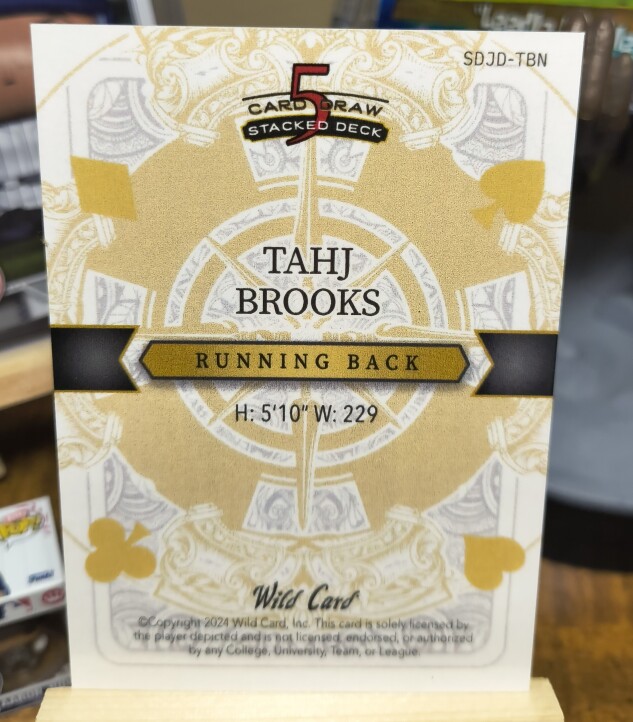 SDJD-TBN
5
CARD DRAW
STACKED DECK
TAHJ
BROOKS
RUNNING BACK
H: 5'10" W: 229
Wild Card
©Copyright 2024 Wild Card, Inc. This card is solely licensed by
the player depicted and is not licensed, endorsed, or authorized
by any College, University, Team, or League.